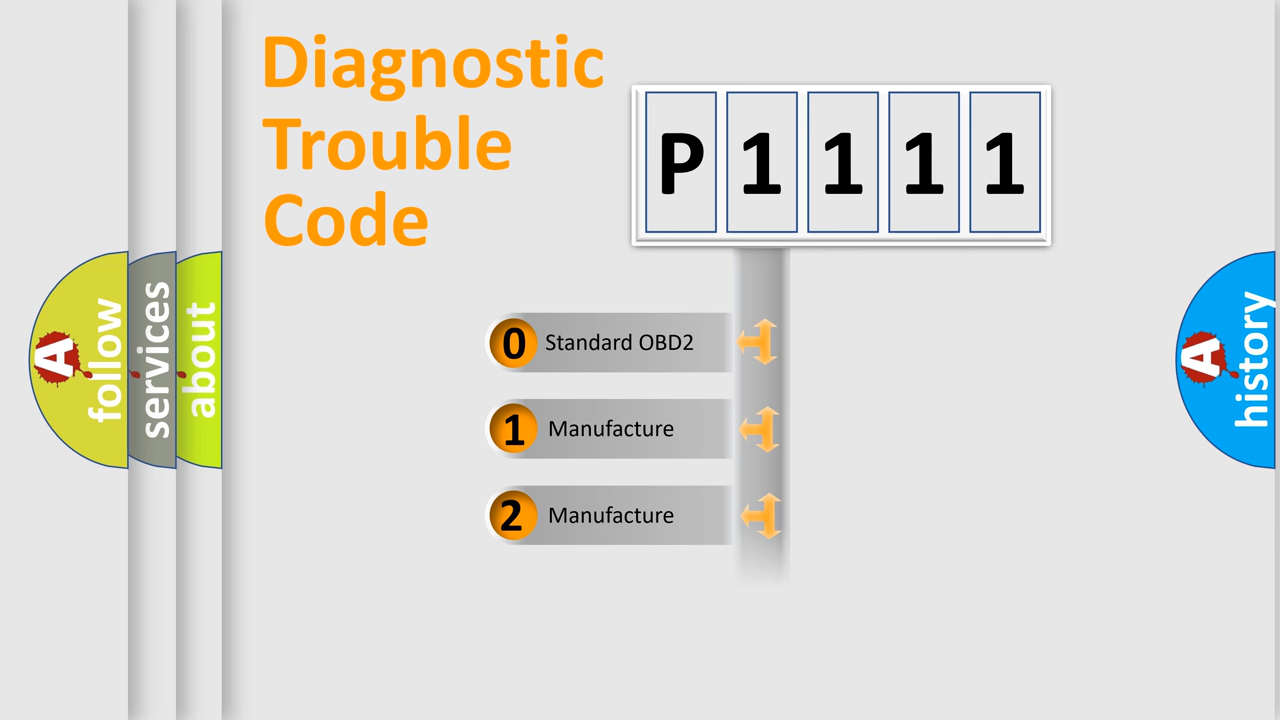 Diagnostic
Trouble
Code
P 1 1 1 1
0 Standard OBD2
1 Manufacture
2 Manufacture
A follow
services
about
A history